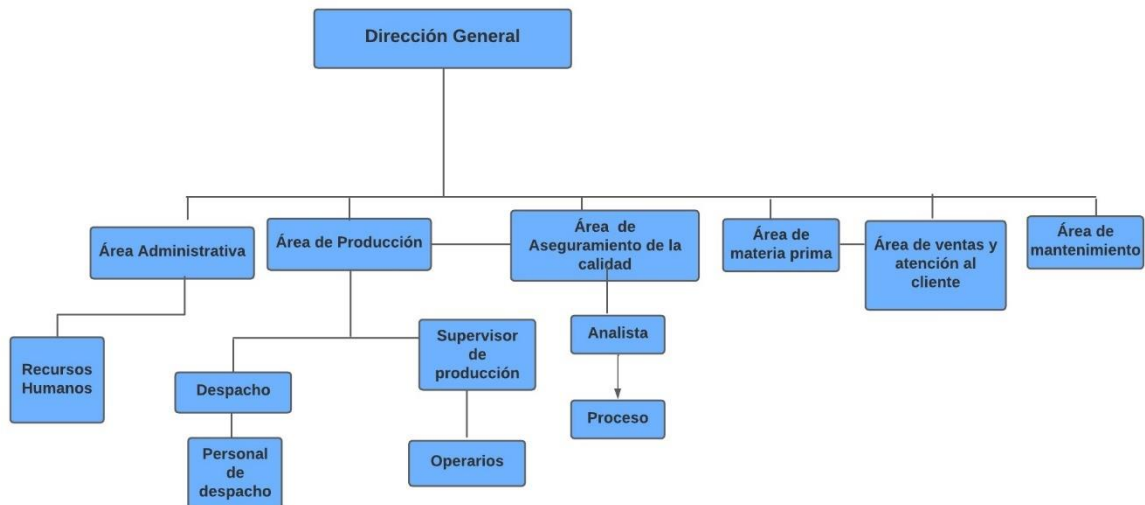 Dirección General
Área Administrativa
Área de Producción
Área de
Aseguramiento de la
calidad
Área de
materia prima
Área de ventas y
atención al
cliente
Área de
mantenimiento
Recursos
Humanos
Despacho
Personal
de
despacho
Supervisor
de
producción
Operarios
Analista
Proceso